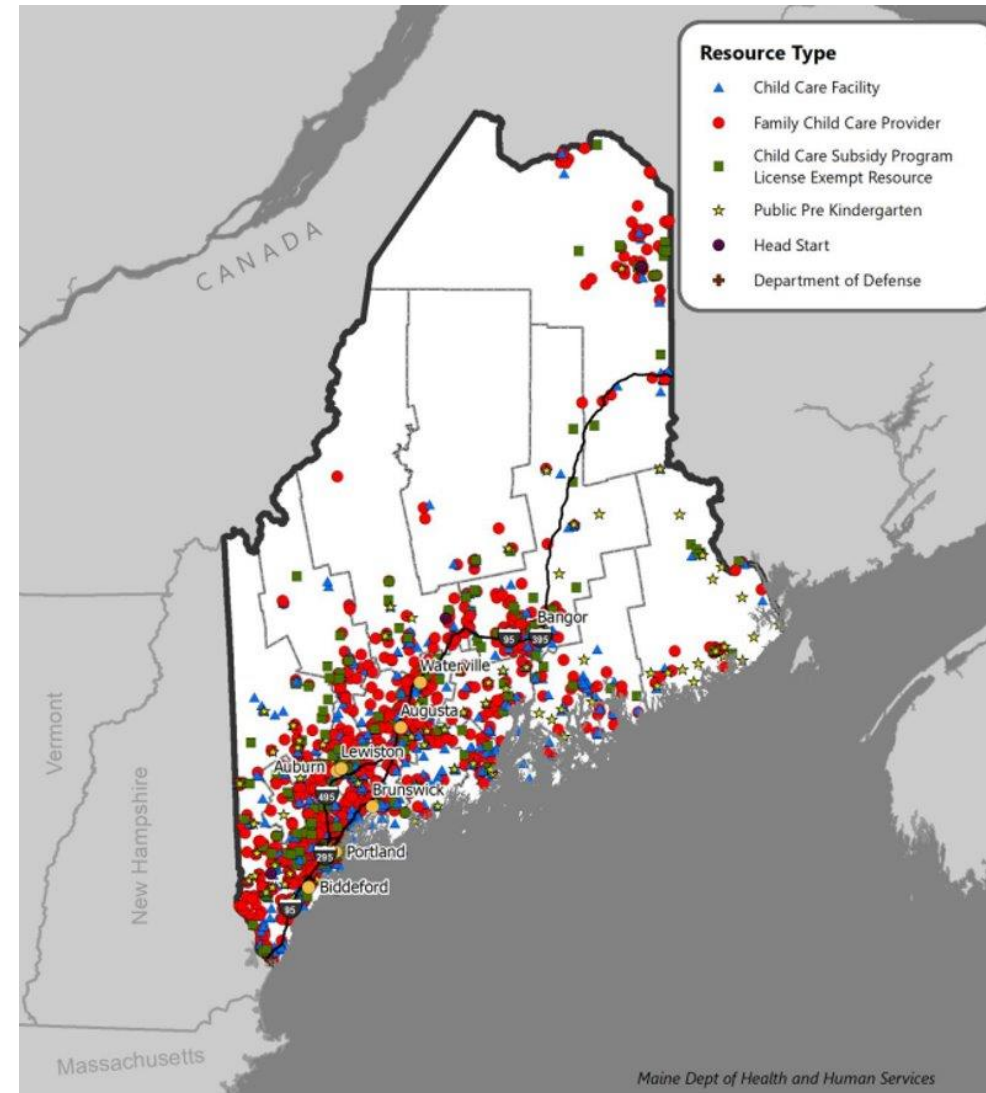 Resource Type
Child Care Facility
Family Child Care Provider
Child Care Subsidy Program
License Exempt Resource
Public Pre Kindergarten
Head Start
Department of Defense
CANADA
Bangor
95
395
Waterville
Augusta
Lewiston
Auburn
Brunswick
495
Portland
295
Biddeford
95
Vermont
New Hampshire
Massachusetts
Maine Dept of Health and Human Services